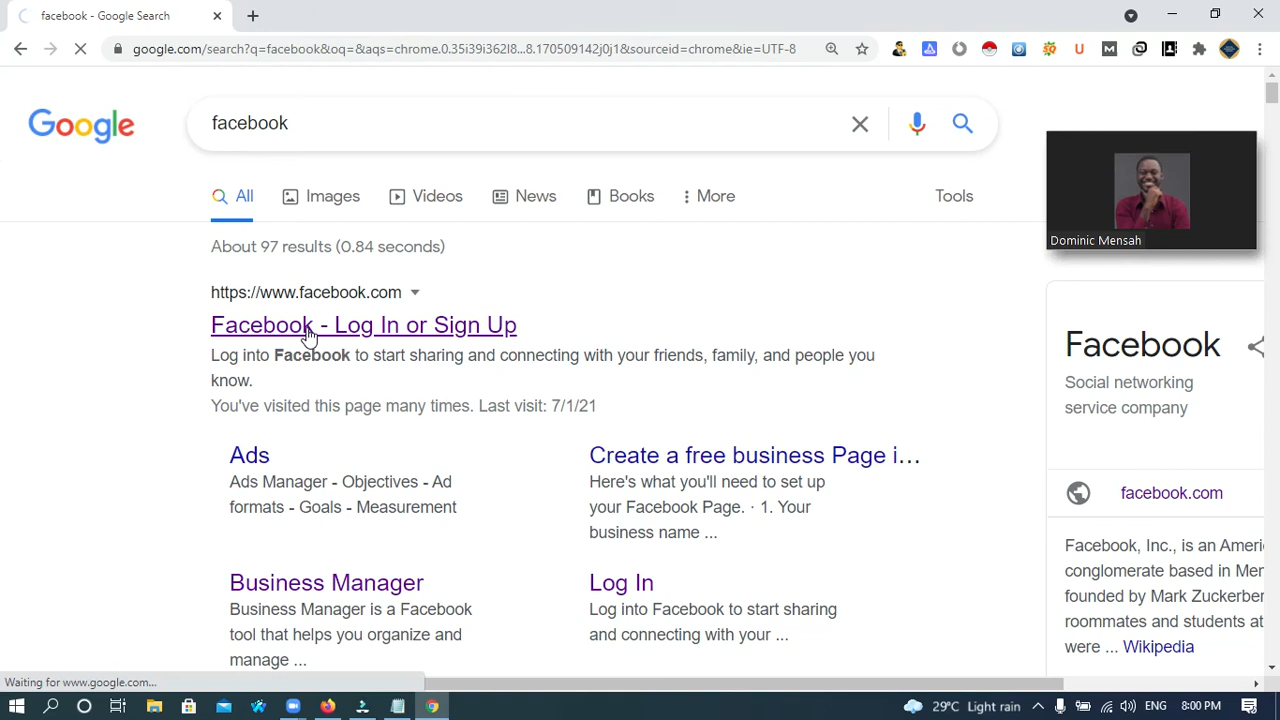 facebook - Google Search
google.com/search?q=facebook&oq=&aqs=chrome.0.35i39i362l8...8.170509142j0j1&sourceid=chrome&ie=UTF-8
Google
facebook
All
Images
Videos
News
Books
More
Tools
Dominic Mensah
About 97 results (0.84 seconds)
https://www.facebook.com
Facebook - Log In or Sign Up
Log into Facebook to start sharing and connecting with your friends, family, and people you
know.
You've visited this page many times. Last visit: 7/1/21
Ads
Ads Manager - Objectives - Ad
formats - Goals - Measurement
Create a free business Page i...
Here's what you'll need to set up
your Facebook Page. · 1. Your
business name ...
Business Manager
Business Manager is a Facebook
tool that helps you organize and
manage ...
Log In
Log into Facebook to start sharing
and connecting with your ...
Facebook
Social networking
service company
facebook.com
Facebook, Inc., is an Ameri
conglomerate based in Men
founded by Mark Zuckerber
roommates and students at
were ... Wikipedia
Waiting for www.google.com...
29°C Light rain
ENG
8:00 PM